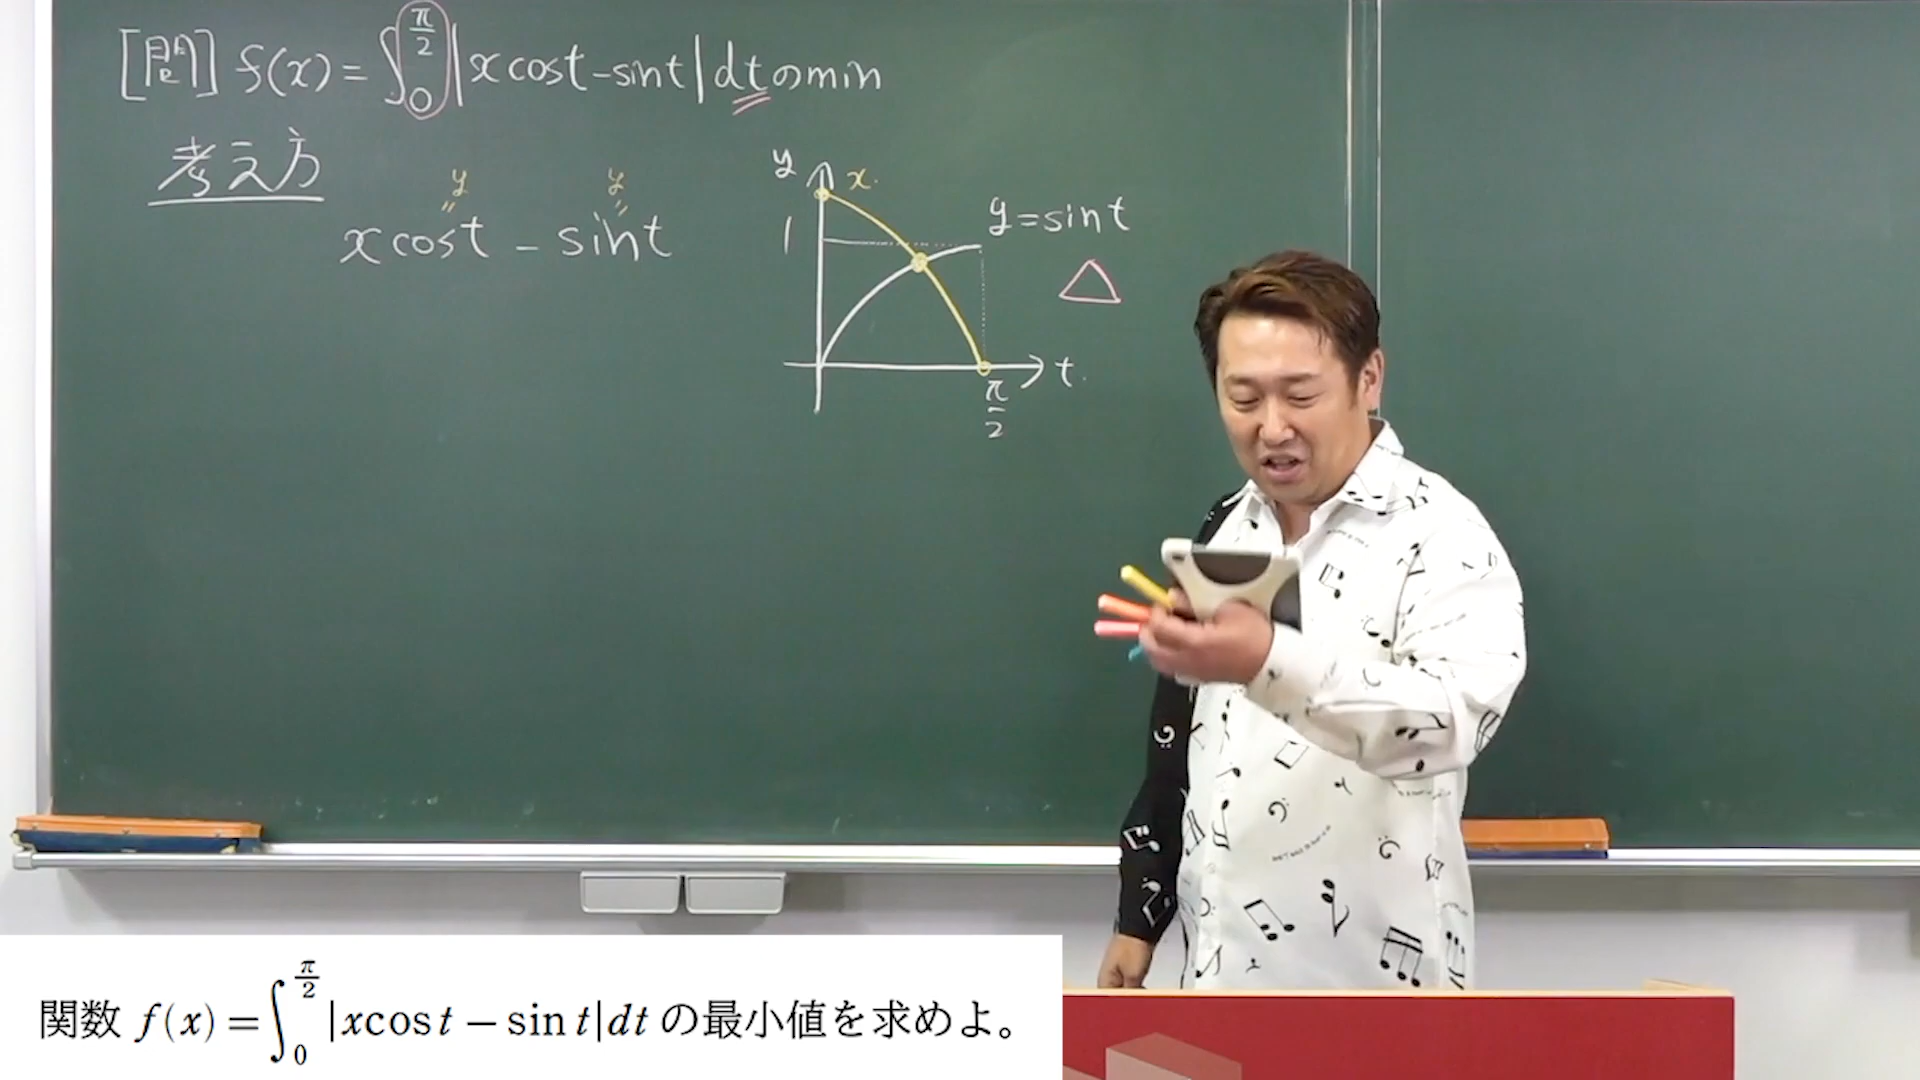 [問] f(x) = ∫₀^{π/2} |x cos t - sin t| dt の min
考え方
y
〃
y
〃
x cos t - sin t
y
x.
1
y = sin t
t.
π/2
関数 f(x) = ∫₀^{π/2} |x cos t − sin t| dt の最小値を求めよ。